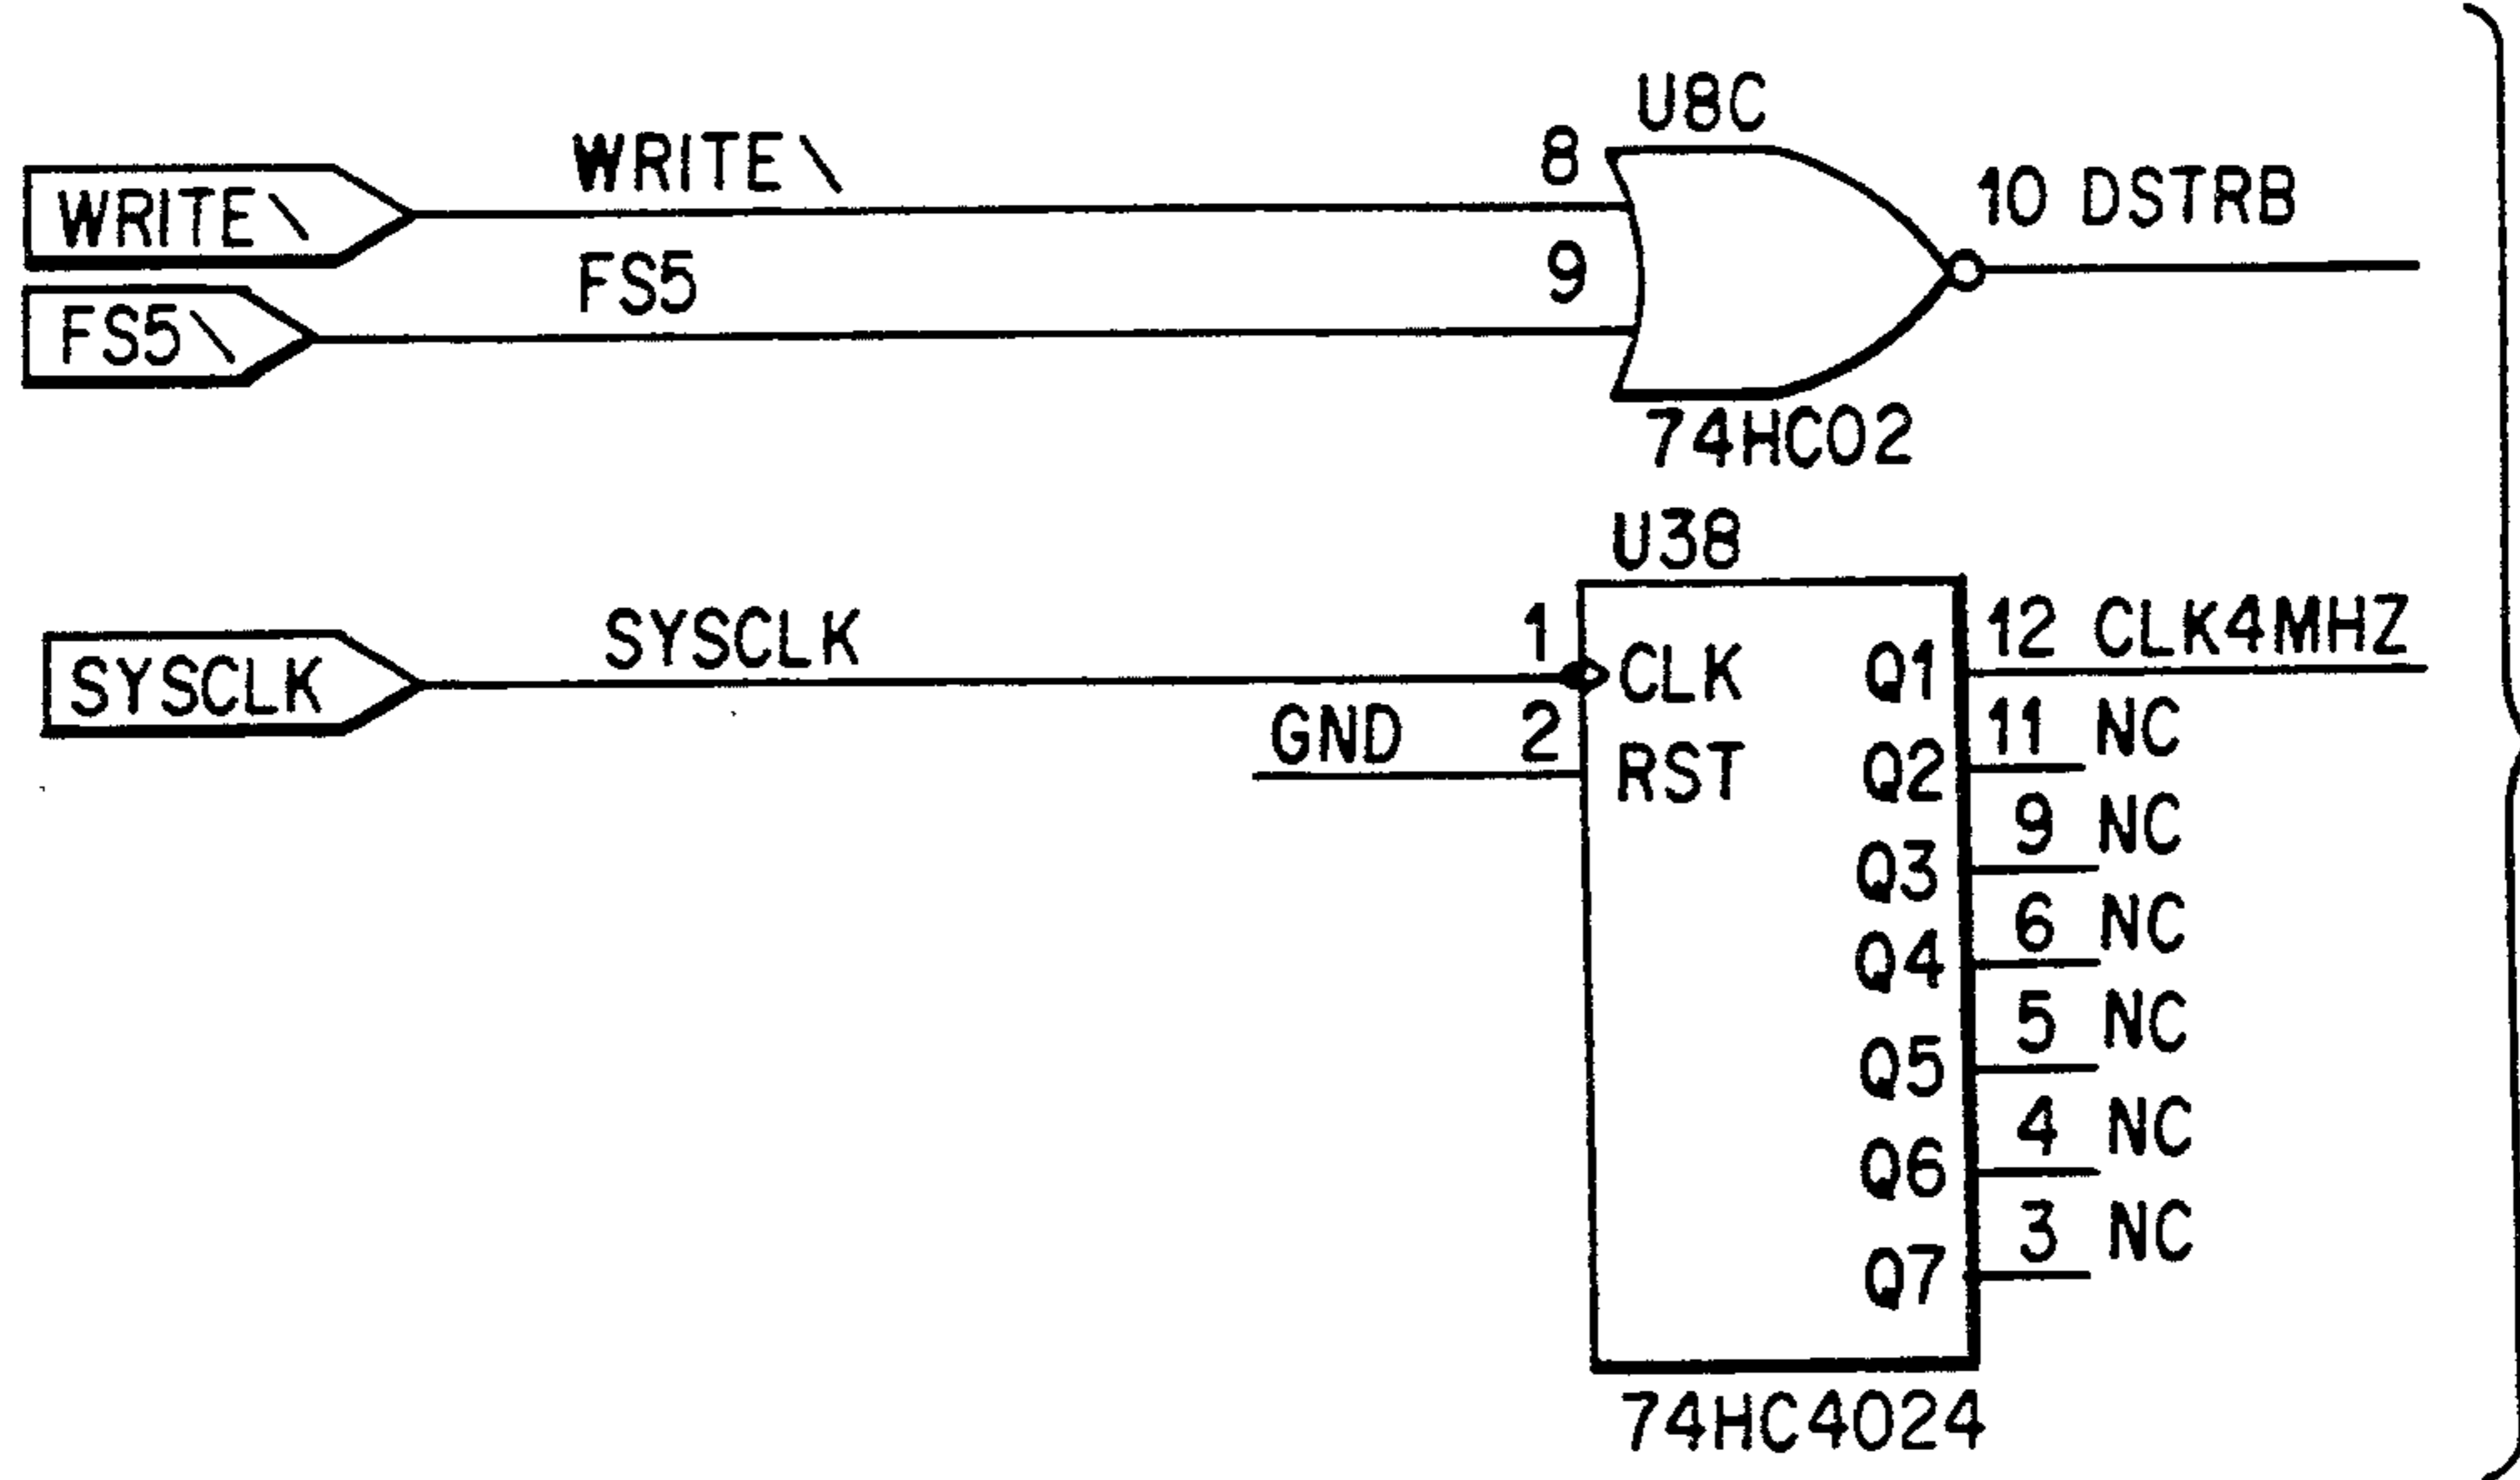 U8C
WRITE\ WRITE\ 8 10 DSTRB
FS5\ FS5 9
74HC02
U38
SYSCLK SYSCLK 1 CLK Q1 12 CLK4MHZ
GND 2 RST Q2 11 NC
Q3 9 NC
Q4 6 NC
Q5 5 NC
Q6 4 NC
Q7 3 NC
74HC4024